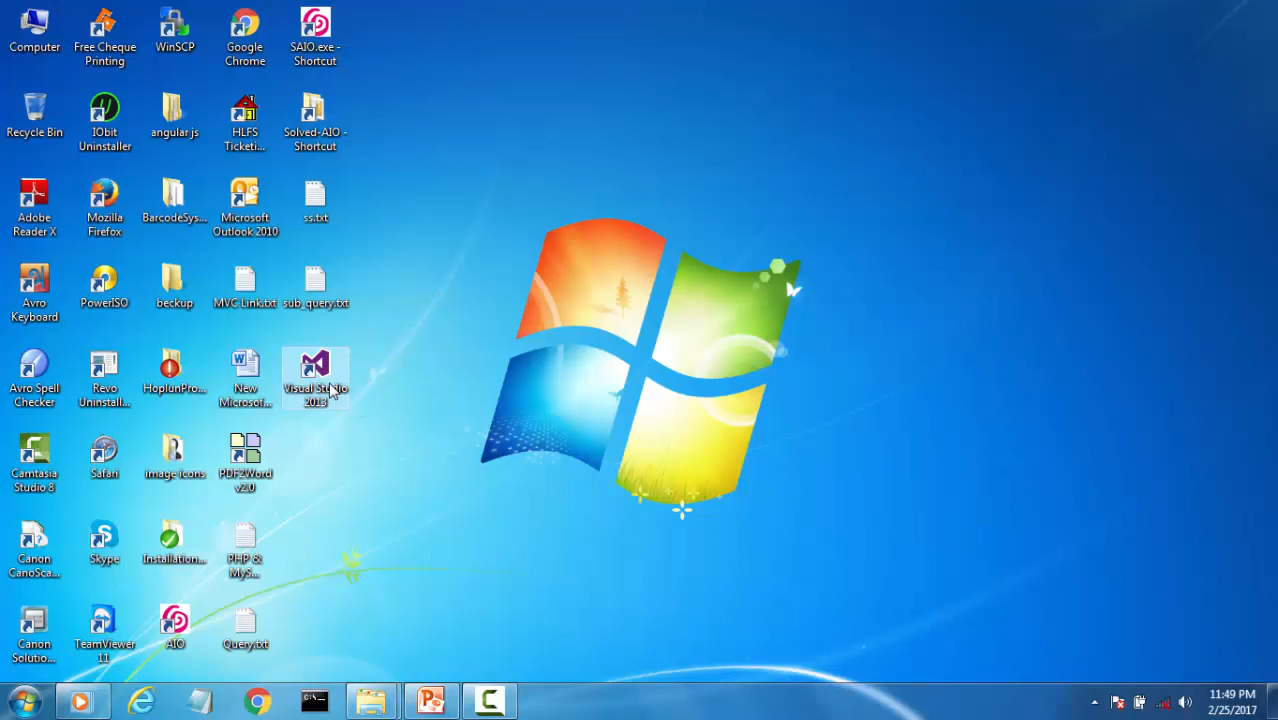 Computer
Free Cheque
Printing
WinSCP
Google
Chrome
SAIO.exe -
Shortcut
Recycle Bin
IObit
Uninstaller
angular js
HLFS
Ticketi...
Solved-AIO -
Shortcut
Adobe
Reader X
Mozilla
Firefox
BarcodeSys...
Microsoft
Outlook 2010
ss.txt
Avro
Keyboard
PowerISO
beckup
MVC Link.txt
sub_query.txt
Avro Spell
Checker
Revo
Uninstall...
HoplunPro...
New
Microsof...
Visual Studio
2013
Camtasia
Studio 8
Safari
image icons
PDF2Word
v2.0
Canon
CanoSca...
Skype
Installation...
PHP &
MyS...
Canon
Solutio...
TeamViewer
11
AIO
Query.txt
C:\
11:49 PM
2/25/2017